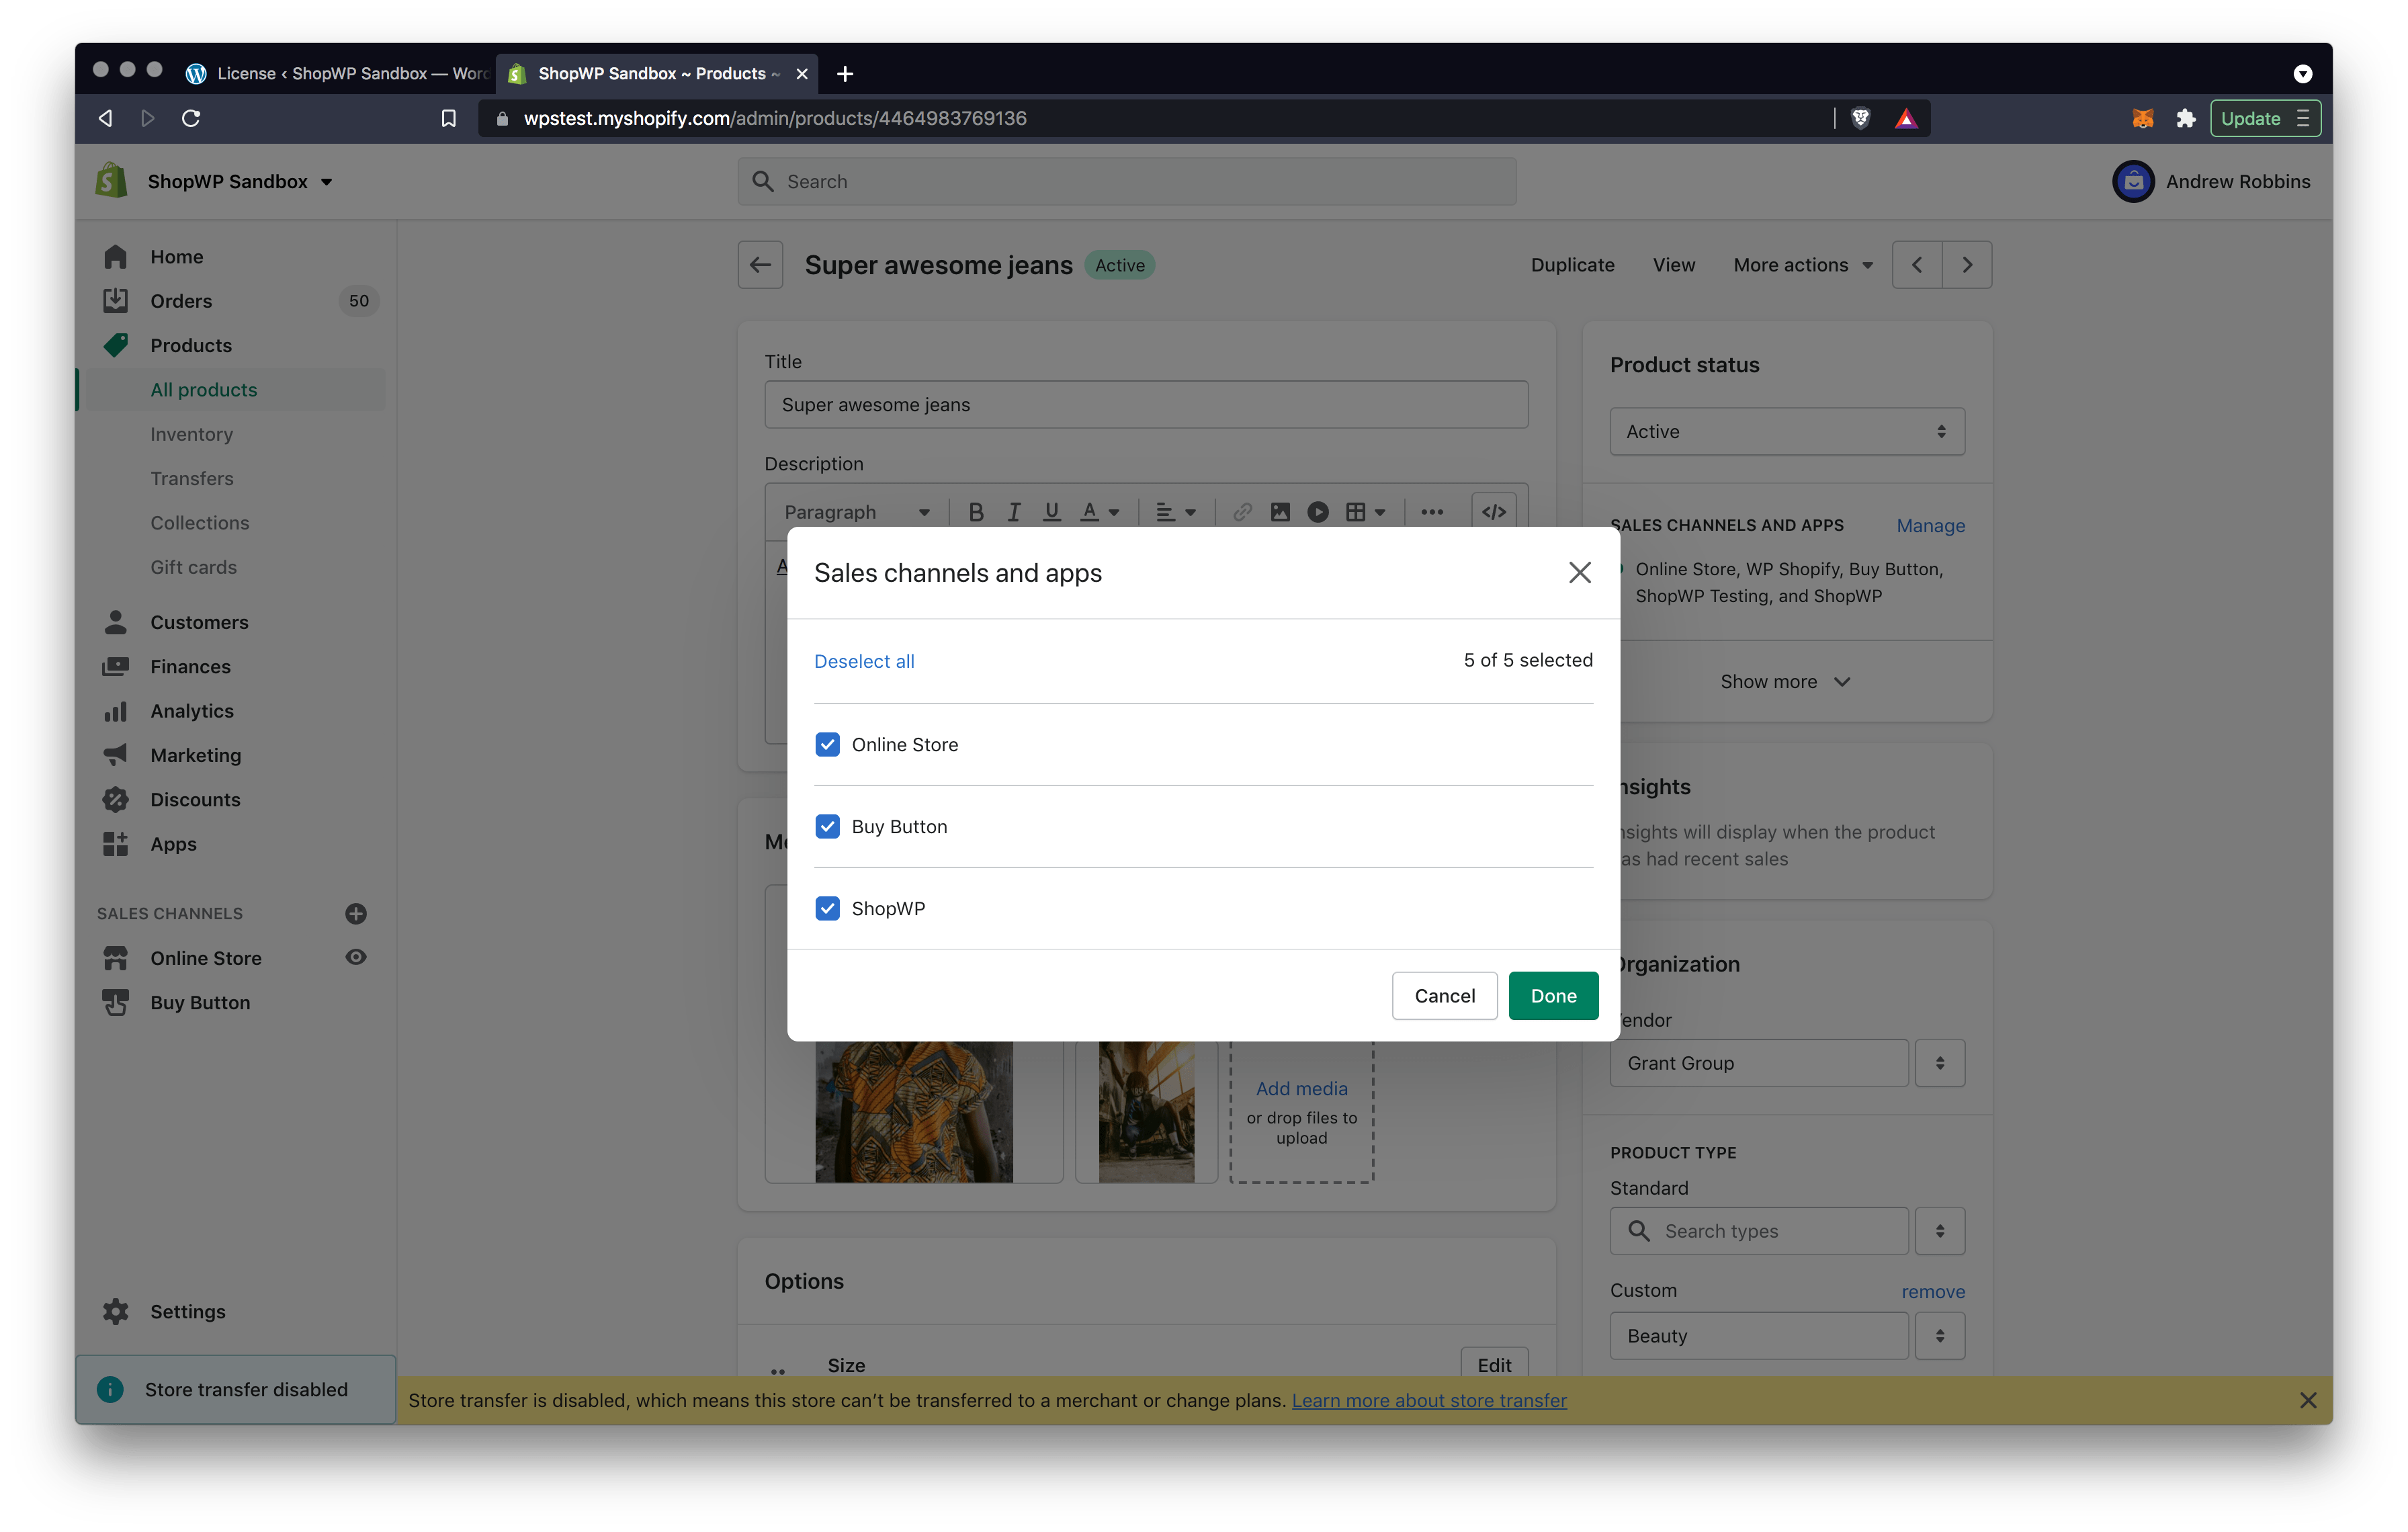 License ‹ ShopWP Sandbox — Word
ShopWP Sandbox ~ Products ~
wpstest.myshopify.com/admin/products/4464983769136
Update
ShopWP Sandbox
Search
Andrew Robbins
Home
Orders
50
Products
All products
Inventory
Transfers
Collections
Gift cards
Customers
Finances
Analytics
Marketing
Discounts
Apps
SALES CHANNELS
Online Store
Buy Button
Settings
Store transfer disabled
Super awesome jeans
Active
Duplicate
View
More actions
Title
Super awesome jeans
Description
Paragraph
B I U A
</>
A
Sales channels and apps
Deselect all
5 of 5 selected
Online Store
Buy Button
ShopWP
Cancel
Done
Add media
or drop files to
upload
Options
Size
Edit
Product status
Active
SALES CHANNELS AND APPS
Manage
Online Store, WP Shopify, Buy Button,
ShopWP Testing, and ShopWP
Show more
nsights
nsights will display when the product
as had recent sales
rganization
endor
Grant Group
PRODUCT TYPE
Standard
Search types
Custom
remove
Beauty
Store transfer is disabled, which means this store can't be transferred to a merchant or change plans. Learn more about store transfer